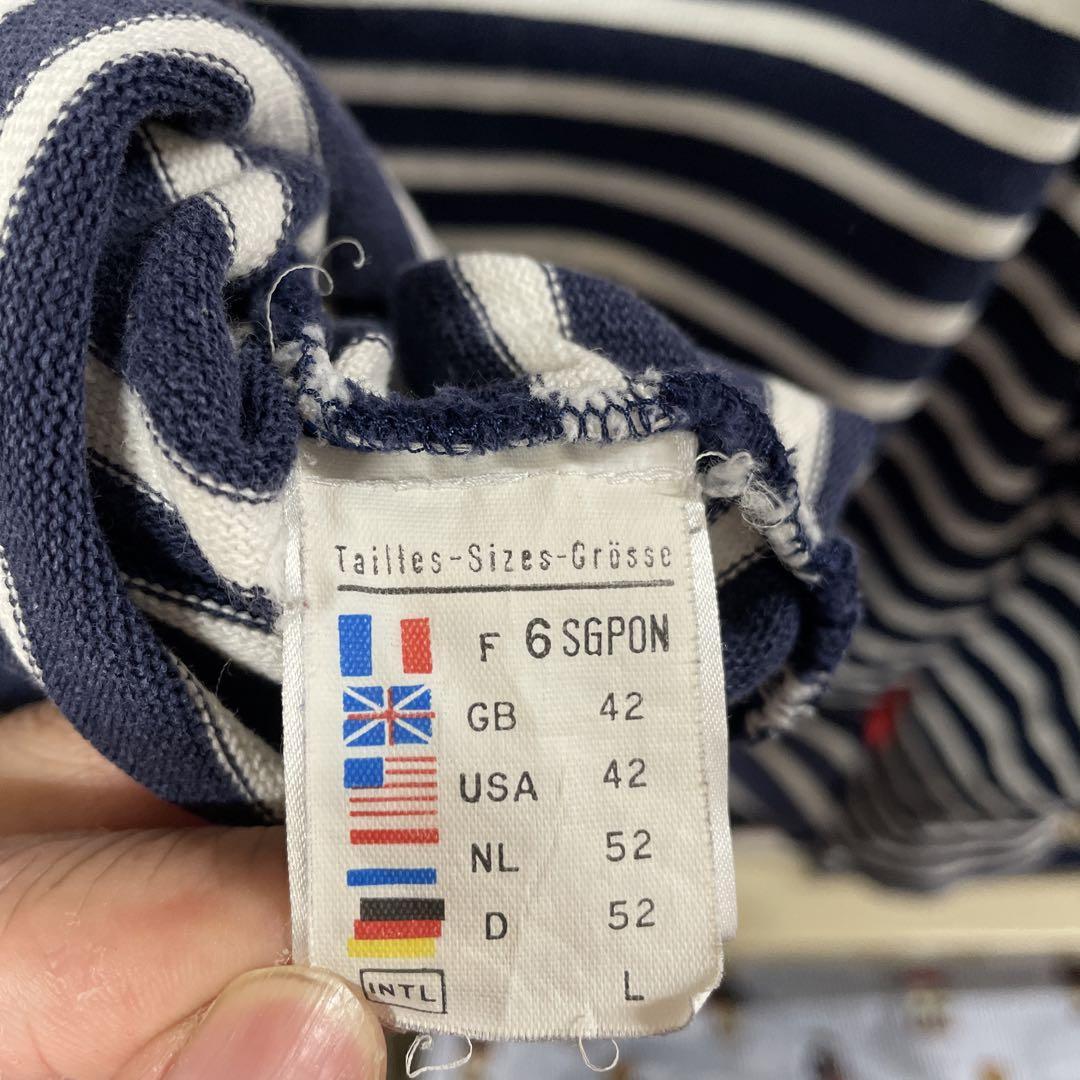 Tailles-Sizes-Grösse
F 6 SGPON
GB 42
USA 42
NL 52
D 52
INTL L